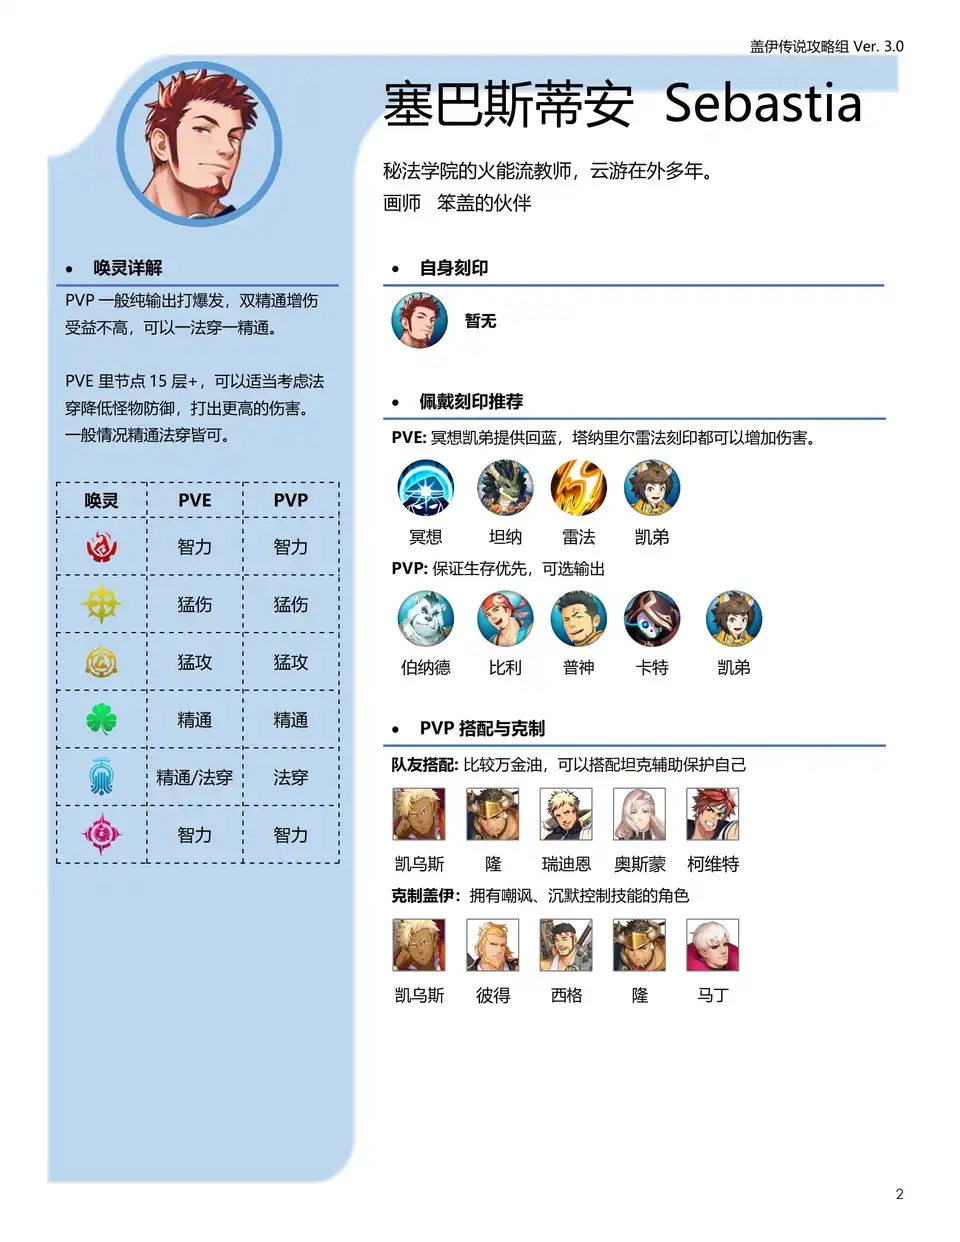 盖伊传说攻略组 Ver. 3.0
塞巴斯蒂安 Sebastia
秘法学院的火能流教师，云游在外多年。
画师 笨盖的伙伴
• 唤灵详解
PVP 一般纯输出打爆发，双精通增伤
受益不高，可以一法穿一精通。
PVE 里节点 15 层+，可以适当考虑法
穿降低怪物防御，打出更高的伤害。
一般情况精通法穿皆可。
唤灵 PVE PVP
智力 智力
猛伤 猛伤
猛攻 猛攻
精通 精通
精通/法穿 法穿
智力 智力
• 自身刻印
暂无
• 佩戴刻印推荐
PVE: 冥想凯弟提供回蓝，塔纳里尔雷法刻印都可以增加伤害。
冥想 坦纳 雷法 凯弟
PVP: 保证生存优先，可选输出
伯纳德 比利 普神 卡特 凯弟
• PVP 搭配与克制
队友搭配: 比较万金油，可以搭配坦克辅助保护自己
凯乌斯 隆 瑞迪恩 奥斯蒙 柯维特
克制盖伊：拥有嘲讽、沉默控制技能的角色
凯乌斯 彼得 西格 隆 马丁
2